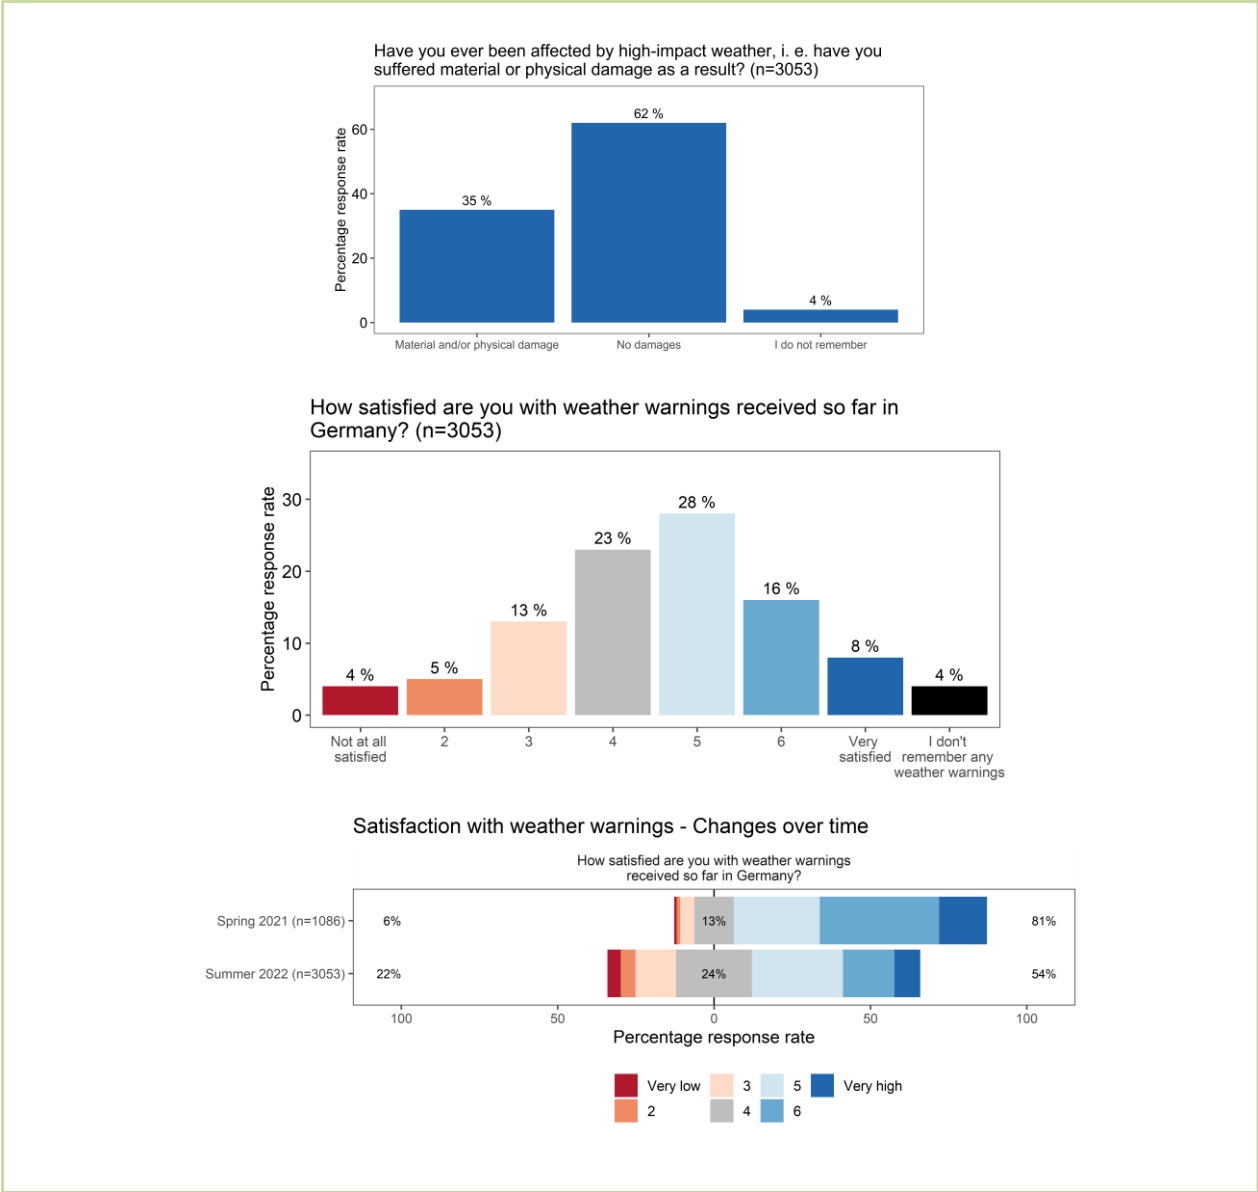 Have you ever been affected by high-impact weather, i. e. have you
suffered material or physical damage as a result? (n=3053)
Percentage response rate
60
40
20
0
35 %
62 %
4 %
Material and/or physical damage
No damages
I do not remember
How satisfied are you with weather warnings received so far in
Germany? (n=3053)
Percentage response rate
30
20
10
0
4 %
5 %
13 %
23 %
28 %
16 %
8 %
4 %
Not at all
satisfied
2
3
4
5
6
Very
satisfied
I don't
remember any
weather warnings
Satisfaction with weather warnings - Changes over time
How satisfied are you with weather warnings
received so far in Germany?
Spring 2021 (n=1086)
6%
13%
81%
Summer 2022 (n=3053)
22%
24%
54%
100
50
0
50
100
Percentage response rate
Very low
3
5
Very high
2
4
6